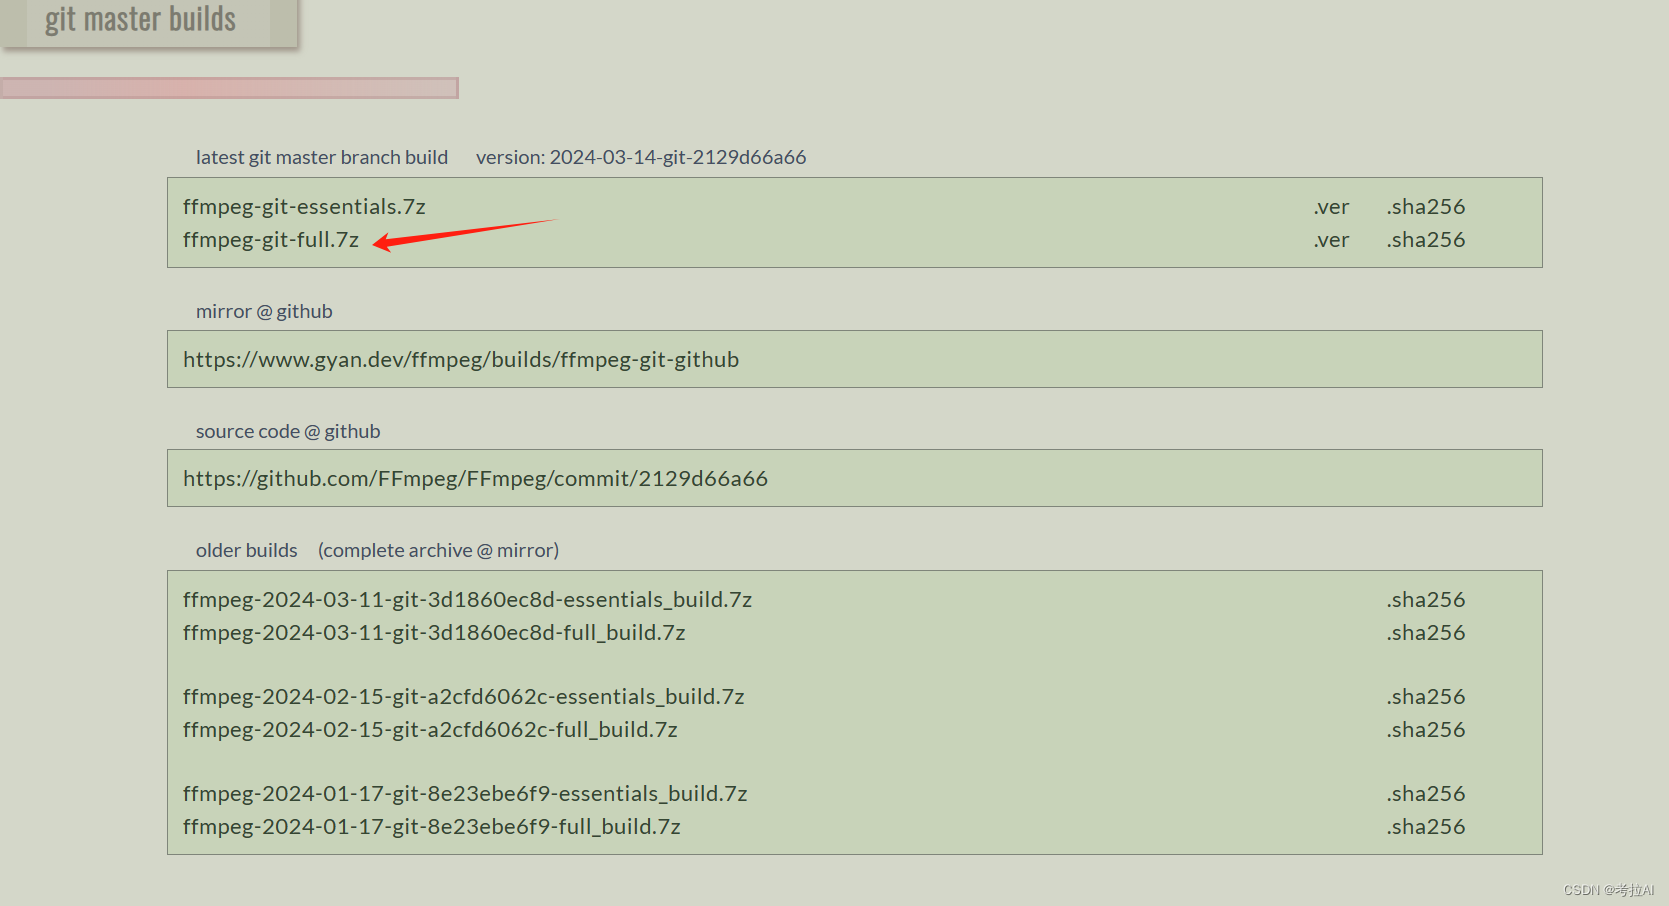 git master builds
latest git master branch build version: 2024-03-14-git-2129d66a66
ffmpeg-git-essentials.7z .ver .sha256
ffmpeg-git-full.7z .ver .sha256
mirror @ github
https://www.gyan.dev/ffmpeg/builds/ffmpeg-git-github
source code @ github
https://github.com/FFmpeg/FFmpeg/commit/2129d66a66
older builds (complete archive @ mirror)
ffmpeg-2024-03-11-git-3d1860ec8d-essentials_build.7z .sha256
ffmpeg-2024-03-11-git-3d1860ec8d-full_build.7z .sha256
ffmpeg-2024-02-15-git-a2cfd6062c-essentials_build.7z .sha256
ffmpeg-2024-02-15-git-a2cfd6062c-full_build.7z .sha256
ffmpeg-2024-01-17-git-8e23ebe6f9-essentials_build.7z .sha256
ffmpeg-2024-01-17-git-8e23ebe6f9-full_build.7z .sha256
CSDN @考拉AI